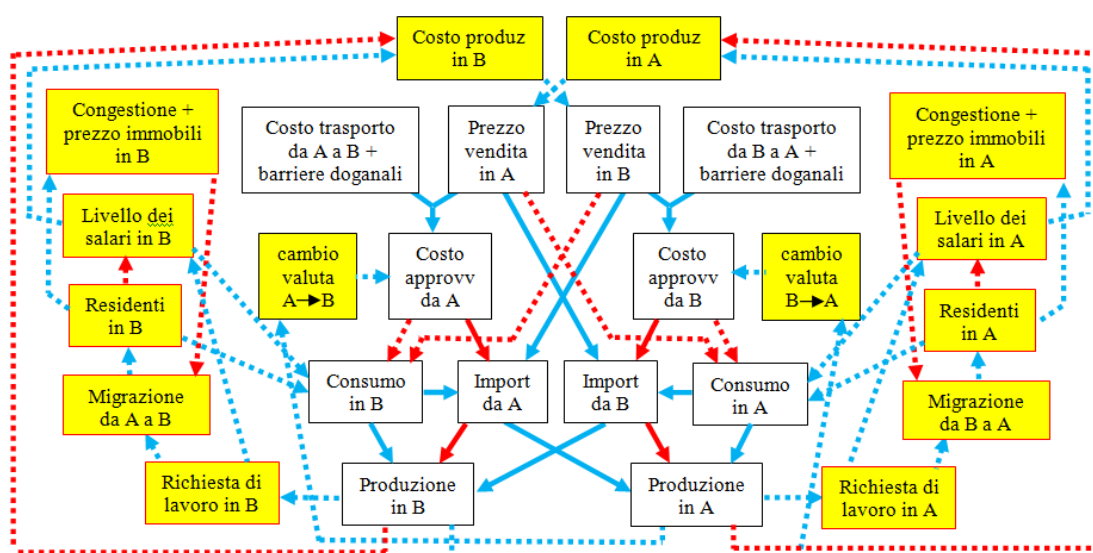 Costo produz
in B
Costo produz
in A
Congestione +
prezzo immobili
in B
Costo trasporto
da A a B +
barriere doganali
Prezzo
vendita
in A
Prezzo
vendita
in B
Costo trasporto
da B a A +
barriere doganali
Congestione +
prezzo immobili
in A
Livello dei
salari in B
cambio
valuta
A→B
Costo
approvv
da A
Costo
approvv
da B
cambio
valuta
B→A
Livello dei
salari in A
Residenti
in B
Residenti
in A
Migrazione
da A a B
Consumo
in B
Import
da A
Import
da B
Consumo
in A
Migrazione
da B a A
Richiesta di
lavoro in B
Produzione
in B
Produzione
in A
Richiesta di
lavoro in A